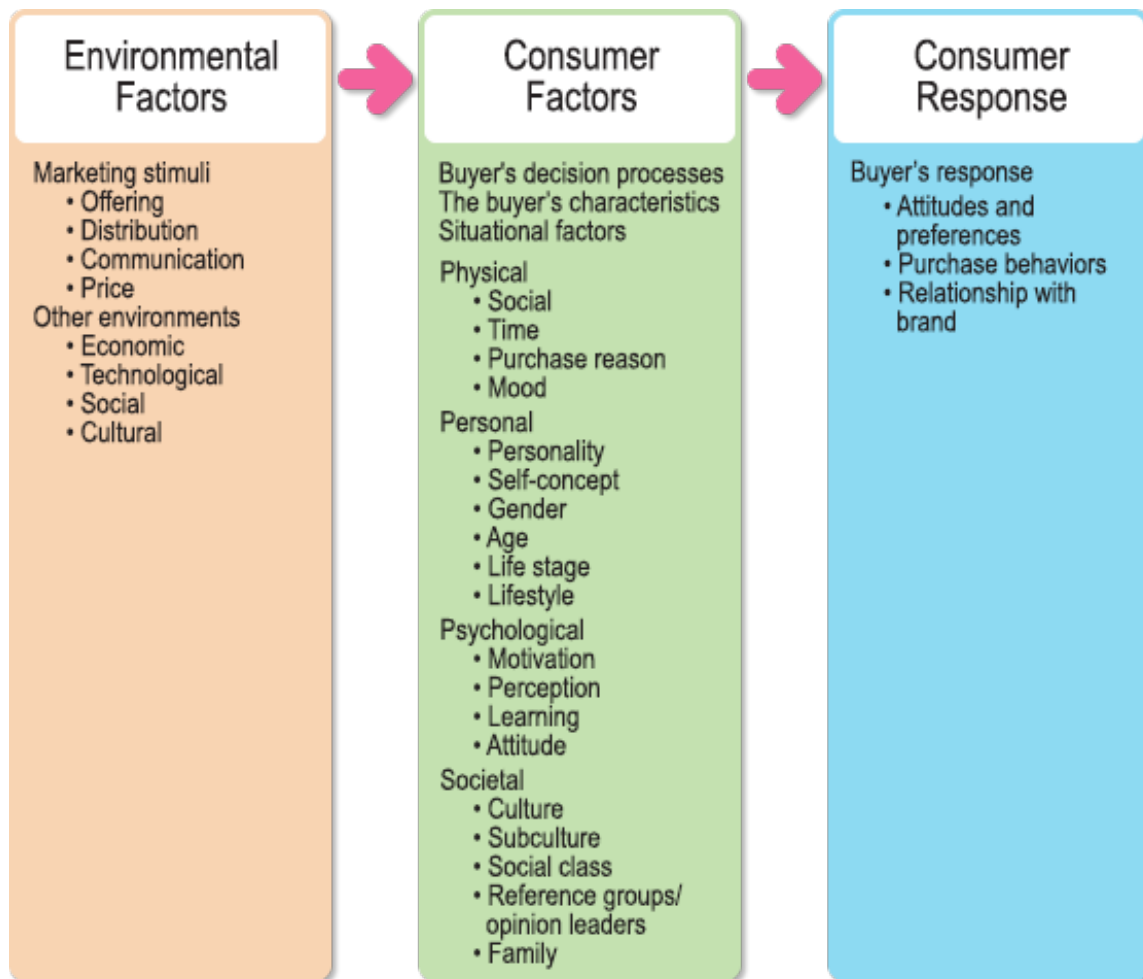 Environmental
Factors
Marketing stimuli
• Offering
• Distribution
• Communication
• Price
Other environments
• Economic
• Technological
• Social
• Cultural
Consumer
Factors
Buyer's decision processes
The buyer's characteristics
Situational factors
Physical
• Social
• Time
• Purchase reason
• Mood
Personal
• Personality
• Self-concept
• Gender
• Age
• Life stage
• Lifestyle
Psychological
• Motivation
• Perception
• Learning
• Attitude
Societal
• Culture
• Subculture
• Social class
• Reference groups/
opinion leaders
• Family
Consumer
Response
Buyer's response
• Attitudes and
preferences
• Purchase behaviors
• Relationship with
brand